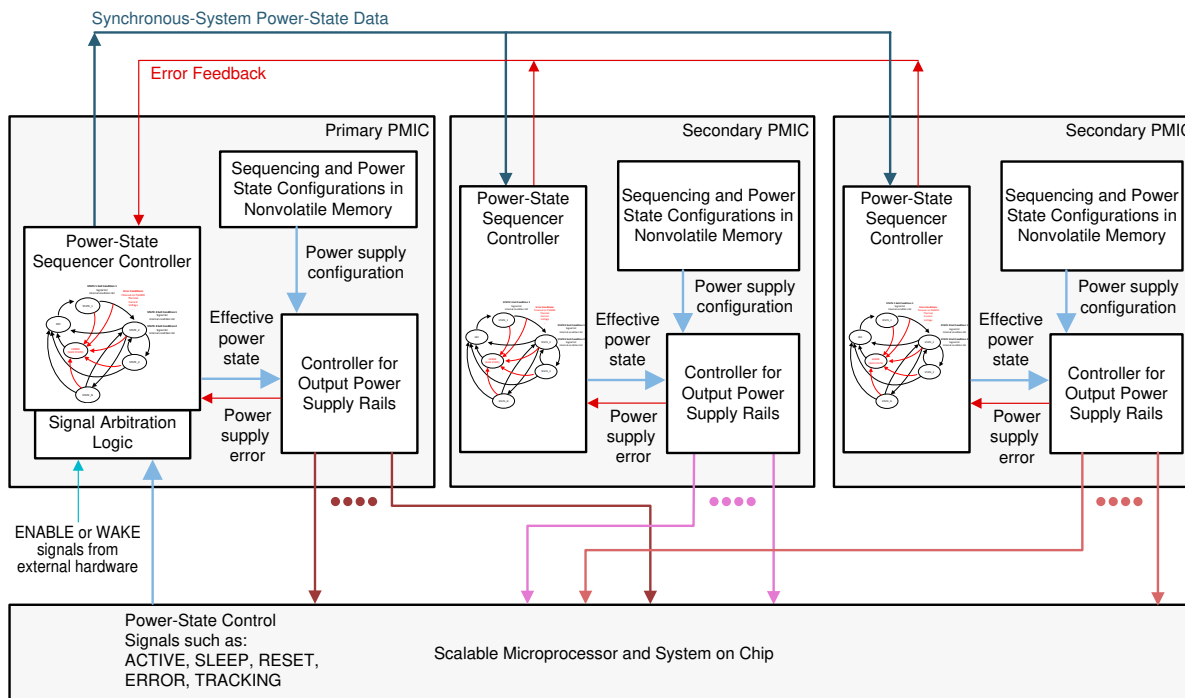 Synchronous-System Power-State Data
Error Feedback
Primary PMIC
Sequencing and Power
State Configurations in
Nonvolatile Memory
Power-State
Sequencer Controller
Power supply
configuration
Effective
power
state
Controller for
Output Power
Supply Rails
Power
supply
error
Signal Arbitration
Logic
ENABLE or WAKE
signals from
external hardware
Secondary PMIC
Power-State
Sequencer
Controller
Sequencing and Power
State Configurations in
Nonvolatile Memory
Power supply
configuration
Effective
power
state
Controller for
Output Power
Supply Rails
Power
supply
error
Secondary PMIC
Power-State
Sequencer
Controller
Sequencing and Power
State Configurations in
Nonvolatile Memory
Power supply
configuration
Effective
power
state
Controller for
Output Power
Supply Rails
Power
supply
error
Power-State Control
Signals such as:
ACTIVE, SLEEP, RESET,
ERROR, TRACKING
Scalable Microprocessor and System on Chip